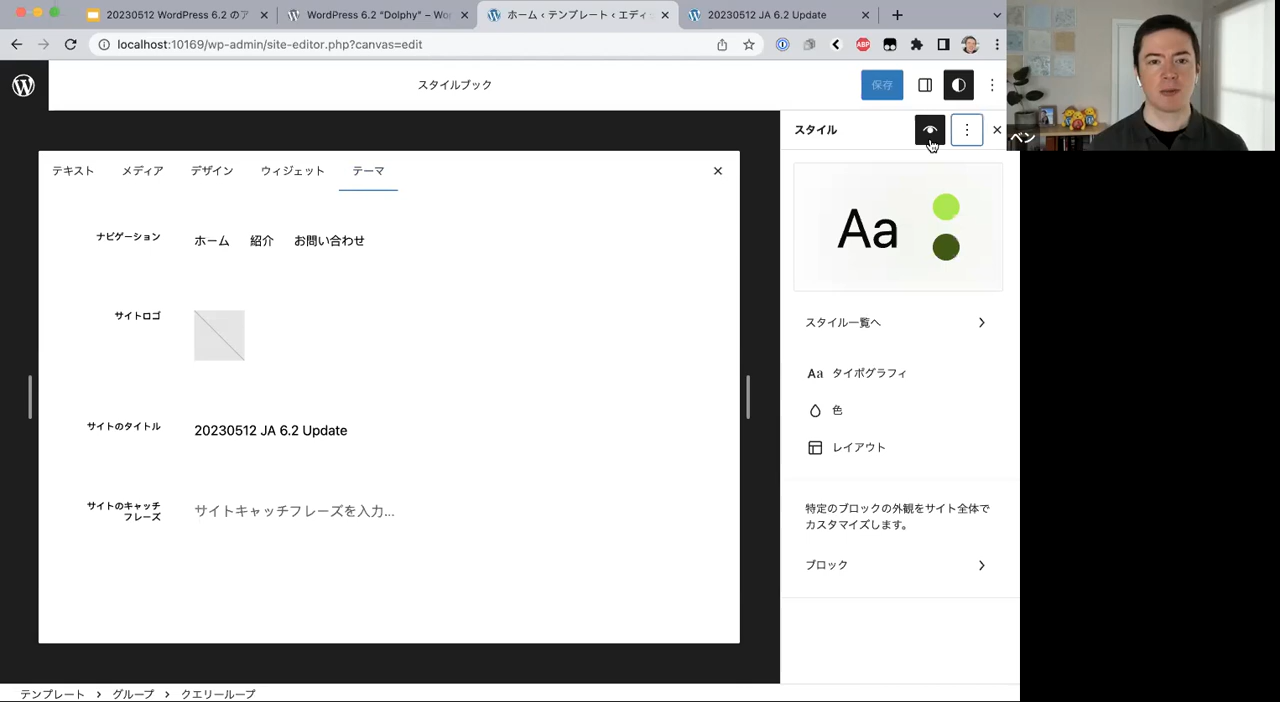 20230512 WordPress 6.2 のア
WordPress 6.2 “Dolphy” – Wor
ホーム ‹ テンプレート ‹ エディ
20230512 JA 6.2 Update
localhost:10169/wp-admin/site-editor.php?canvas=edit
ABP
スタイルブック
保存
スタイル
ベン
テキスト
メディア
デザイン
ウィジェット
テーマ
ナビゲーション
ホーム 紹介 お問い合わせ
サイトロゴ
サイトのタイトル
20230512 JA 6.2 Update
サイトのキャッチ
フレーズ
サイトキャッチフレーズを入力...
Aa
スタイル一覧へ
Aa タイポグラフィ
色
レイアウト
特定のブロックの外観をサイト全体で
カスタマイズします。
ブロック
テンプレート › グループ › クエリーループ